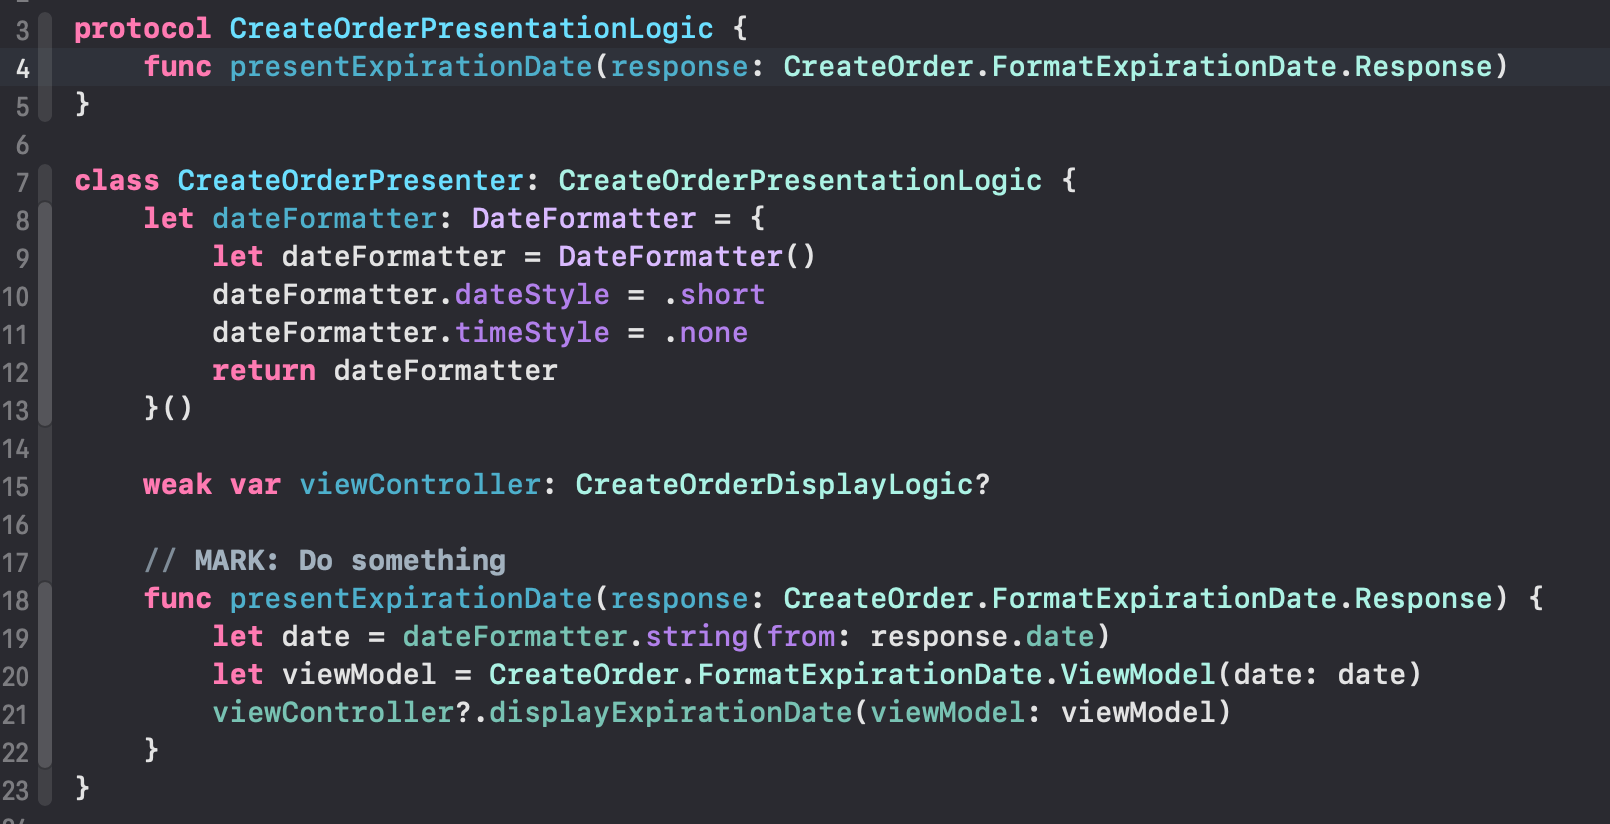 3 protocol CreateOrderPresentationLogic {
4     func presentExpirationDate(response: CreateOrder.FormatExpirationDate.Response)
5 }
6
7 class CreateOrderPresenter: CreateOrderPresentationLogic {
8     let dateFormatter: DateFormatter = {
9         let dateFormatter = DateFormatter()
10         dateFormatter.dateStyle = .short
11         dateFormatter.timeStyle = .none
12         return dateFormatter
13     }()
14
15     weak var viewController: CreateOrderDisplayLogic?
16
17     // MARK: Do something
18     func presentExpirationDate(response: CreateOrder.FormatExpirationDate.Response) {
19         let date = dateFormatter.string(from: response.date)
20         let viewModel = CreateOrder.FormatExpirationDate.ViewModel(date: date)
21         viewController?.displayExpirationDate(viewModel: viewModel)
22     }
23 }